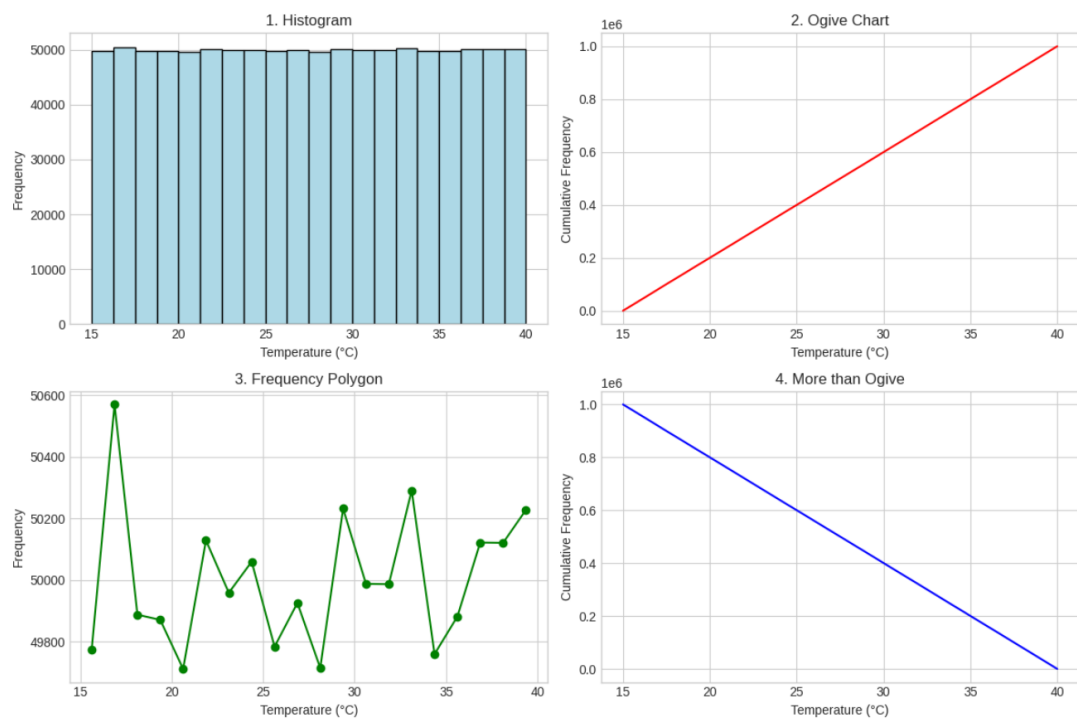 1. Histogram
Frequency
50000
40000
30000
20000
10000
0
15 20 25 30 35 40
Temperature (°C)
2. Ogive Chart
1e6
Cumulative Frequency
1.0
0.8
0.6
0.4
0.2
0.0
15 20 25 30 35 40
Temperature (°C)
3. Frequency Polygon
Frequency
50600
50400
50200
50000
49800
15 20 25 30 35 40
Temperature (°C)
4. More than Ogive
1e6
Cumulative Frequency
1.0
0.8
0.6
0.4
0.2
0.0
15 20 25 30 35 40
Temperature (°C)